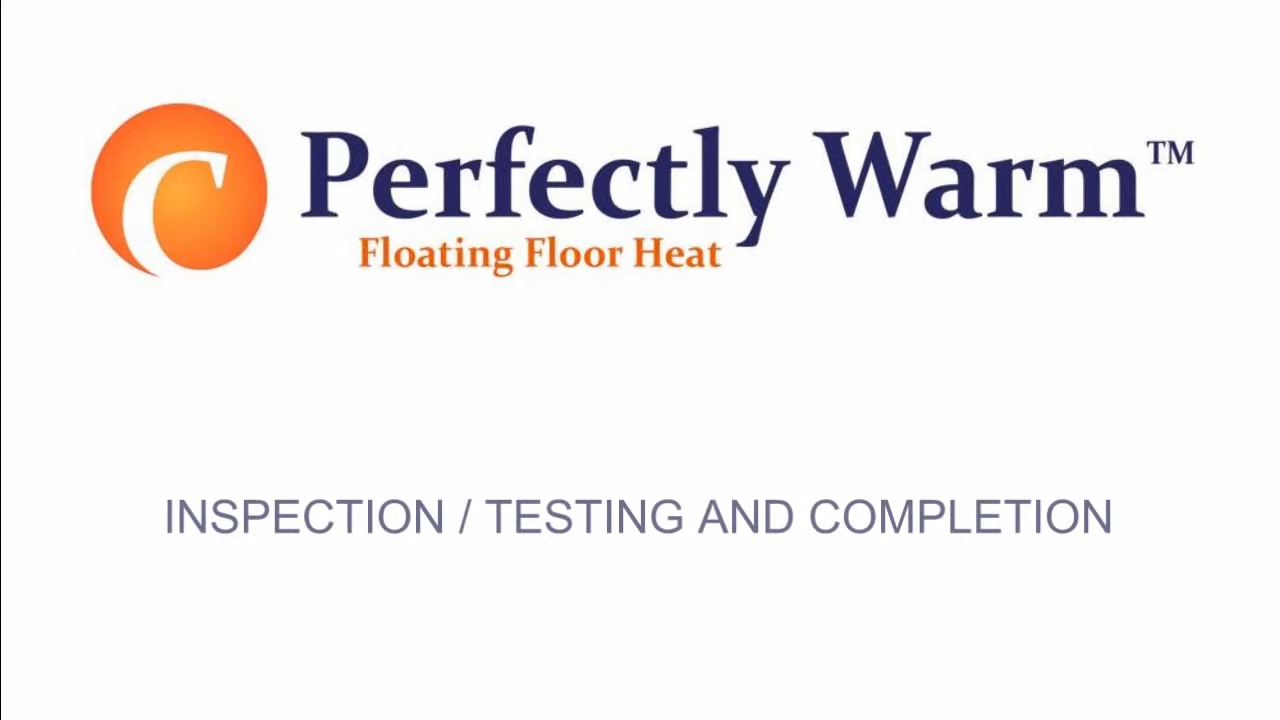 Perfectly Warm™
Floating Floor Heat
INSPECTION / TESTING AND COMPLETION